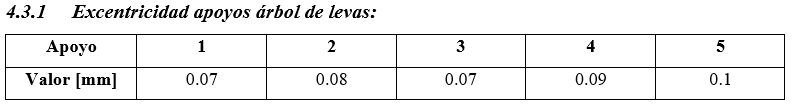 4.3.1 Excentricidad apoyos árbol de levas:
Apoyo 1 2 3 4 5
Valor [mm] 0.07 0.08 0.07 0.09 0.1